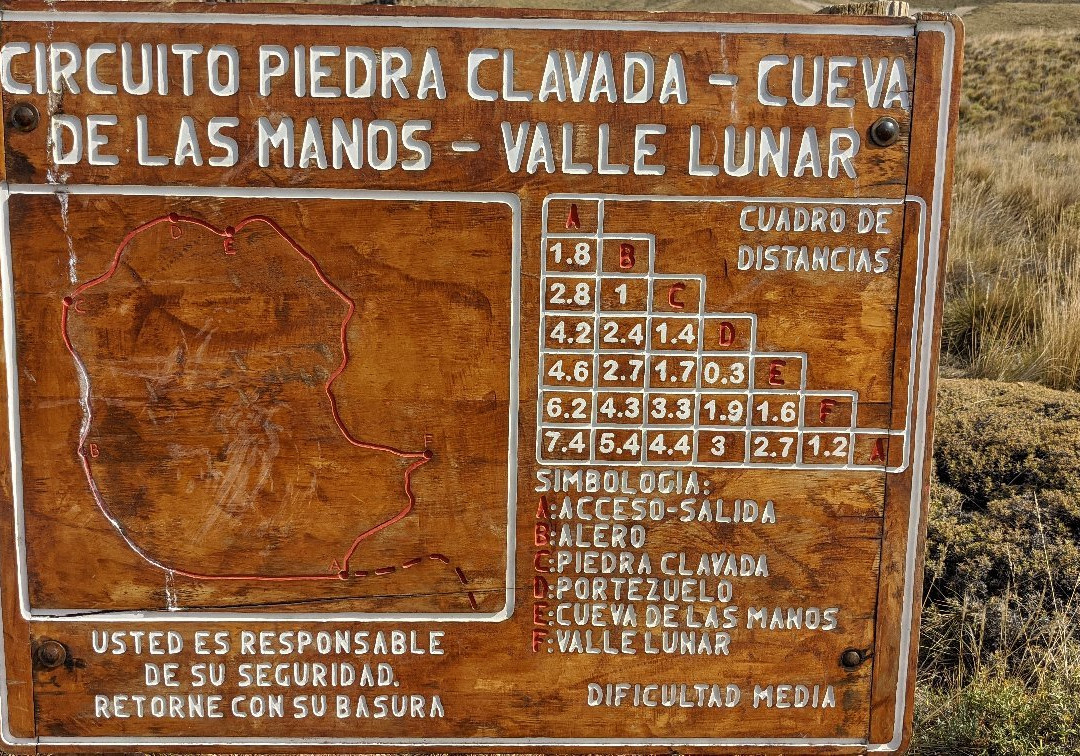 CIRCUITO PIEDRA CLAVADA – CUEVA
DE LAS MANOS – VALLE LUNAR
D
E
C
B
F
A
A
CUADRO DE
DISTANCIAS
1.8 B
2.8 1 C
4.2 2.4 1.4 D
4.6 2.7 1.7 0.3 E
6.2 4.3 3.3 1.9 1.6 F
7.4 5.4 4.4 3 2.7 1.2 A
SIMBOLOGIA:
A:ACCESO-SALIDA
B:ALERO
C:PIEDRA CLAVADA
D:PORTEZUELO
E:CUEVA DE LAS MANOS
F:VALLE LUNAR
USTED ES RESPONSABLE
DE SU SEGURIDAD.
RETORNE CON SU BASURA
DIFICULTAD MEDIA